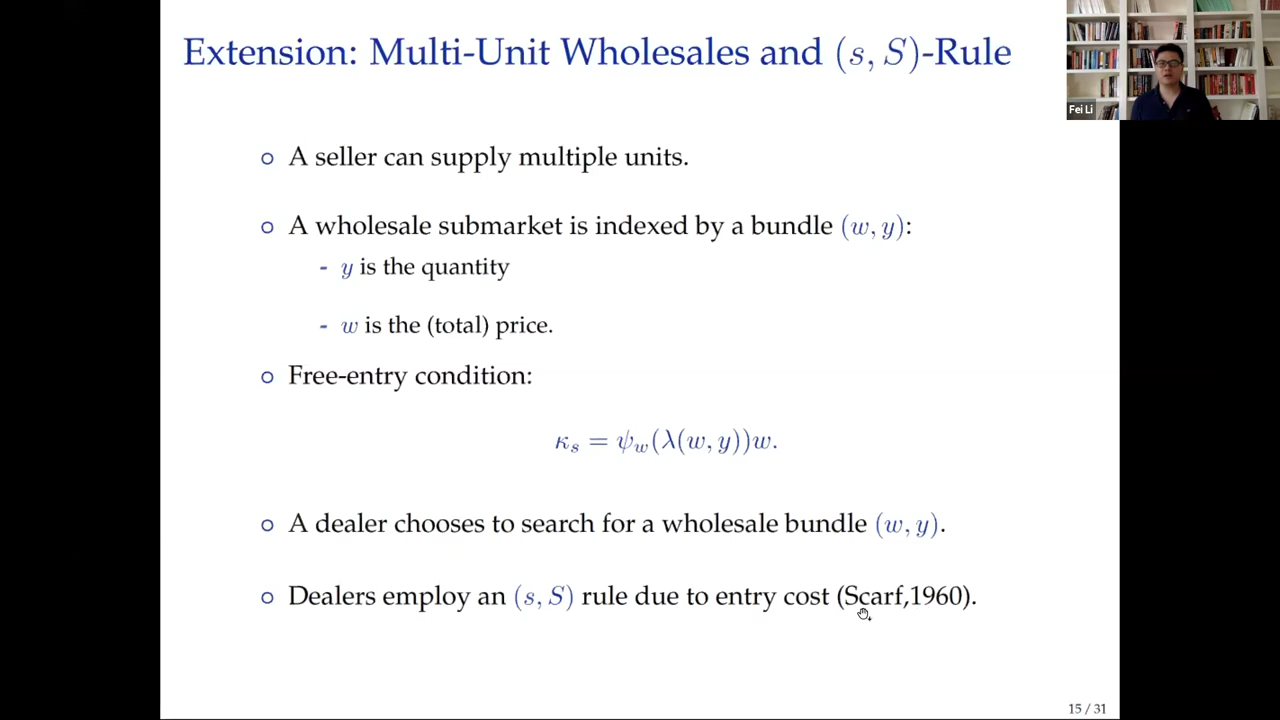 Extension: Multi-Unit Wholesales and (s, S)-Rule
Fei Li
○ A seller can supply multiple units.
○ A wholesale submarket is indexed by a bundle (w, y):
- y is the quantity
- w is the (total) price.
○ Free-entry condition:
κ_s = ψ_w(λ(w, y))w.
○ A dealer chooses to search for a wholesale bundle (w, y).
○ Dealers employ an (s, S) rule due to entry cost (Scarf,1960).
15 / 31